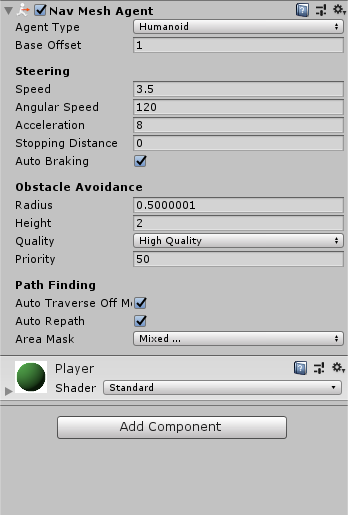 Nav Mesh Agent
Agent Type Humanoid
Base Offset 1
Steering
Speed 3.5
Angular Speed 120
Acceleration 8
Stopping Distance 0
Auto Braking
Obstacle Avoidance
Radius 0.5000001
Height 2
Quality High Quality
Priority 50
Path Finding
Auto Traverse Off M
Auto Repath
Area Mask Mixed ...
Player
Shader Standard
Add Component